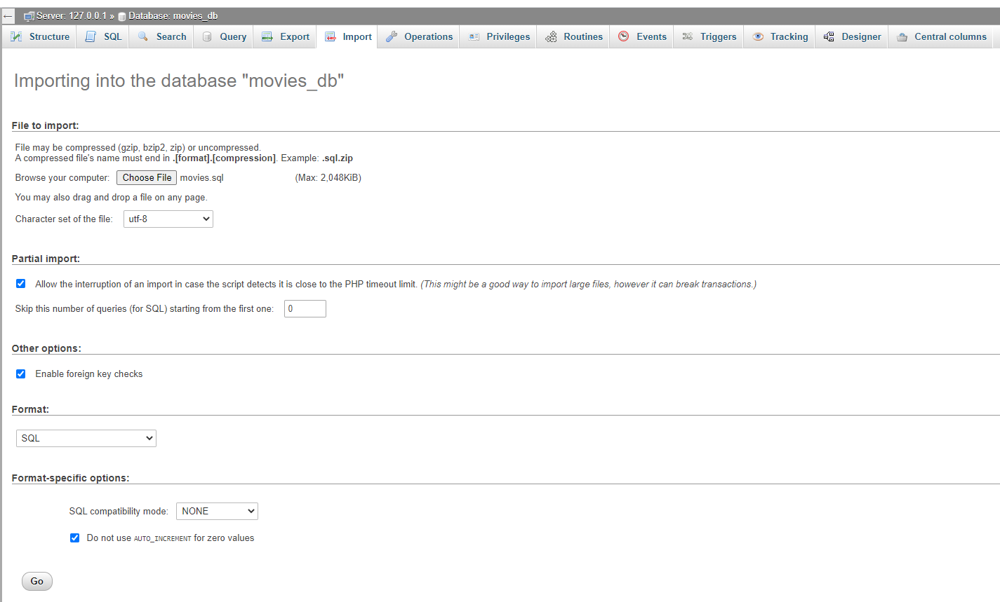 ← Server: 127.0.0.1 » Database: movies_db
Structure SQL Search Query Export Import Operations Privileges Routines Events Triggers Tracking Designer Central columns
Importing into the database "movies_db"
File to import:
File may be compressed (gzip, bzip2, zip) or uncompressed.
A compressed file's name must end in .[format].[compression]. Example: .sql.zip
Browse your computer: Choose File movies.sql (Max: 2,048KiB)
You may also drag and drop a file on any page.
Character set of the file: utf-8
Partial import:
Allow the interruption of an import in case the script detects it is close to the PHP timeout limit. (This might be a good way to import large files, however it can break transactions.)
Skip this number of queries (for SQL) starting from the first one: 0
Other options:
Enable foreign key checks
Format:
SQL
Format-specific options:
SQL compatibility mode: NONE
Do not use AUTO_INCREMENT for zero values
Go